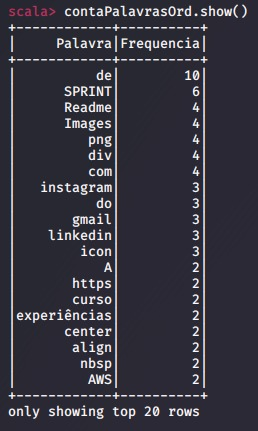 scala> contaPalavrasOrd.show()
+------------+----------+
|     Palavra|Frequencia|
+------------+----------+
|          de|        10|
|      SPRINT|         6|
|      Readme|         4|
|      Images|         4|
|         png|         4|
|         div|         4|
|         com|         4|
|   instagram|         3|
|          do|         3|
|       gmail|         3|
|    linkedin|         3|
|        icon|         3|
|           A|         2|
|       https|         2|
|       curso|         2|
|experiências|         2|
|      center|         2|
|       align|         2|
|        nbsp|         2|
|         AWS|         2|
+------------+----------+
only showing top 20 rows